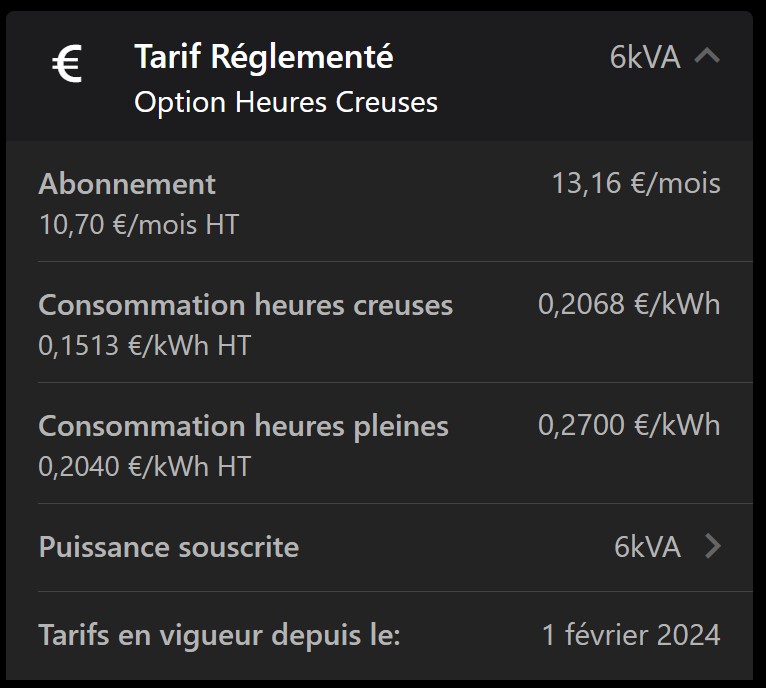 € Tarif Réglementé 6kVA
Option Heures Creuses
Abonnement 13,16 €/mois
10,70 €/mois HT
Consommation heures creuses 0,2068 €/kWh
0,1513 €/kWh HT
Consommation heures pleines 0,2700 €/kWh
0,2040 €/kWh HT
Puissance souscrite 6kVA
Tarifs en vigueur depuis le: 1 février 2024